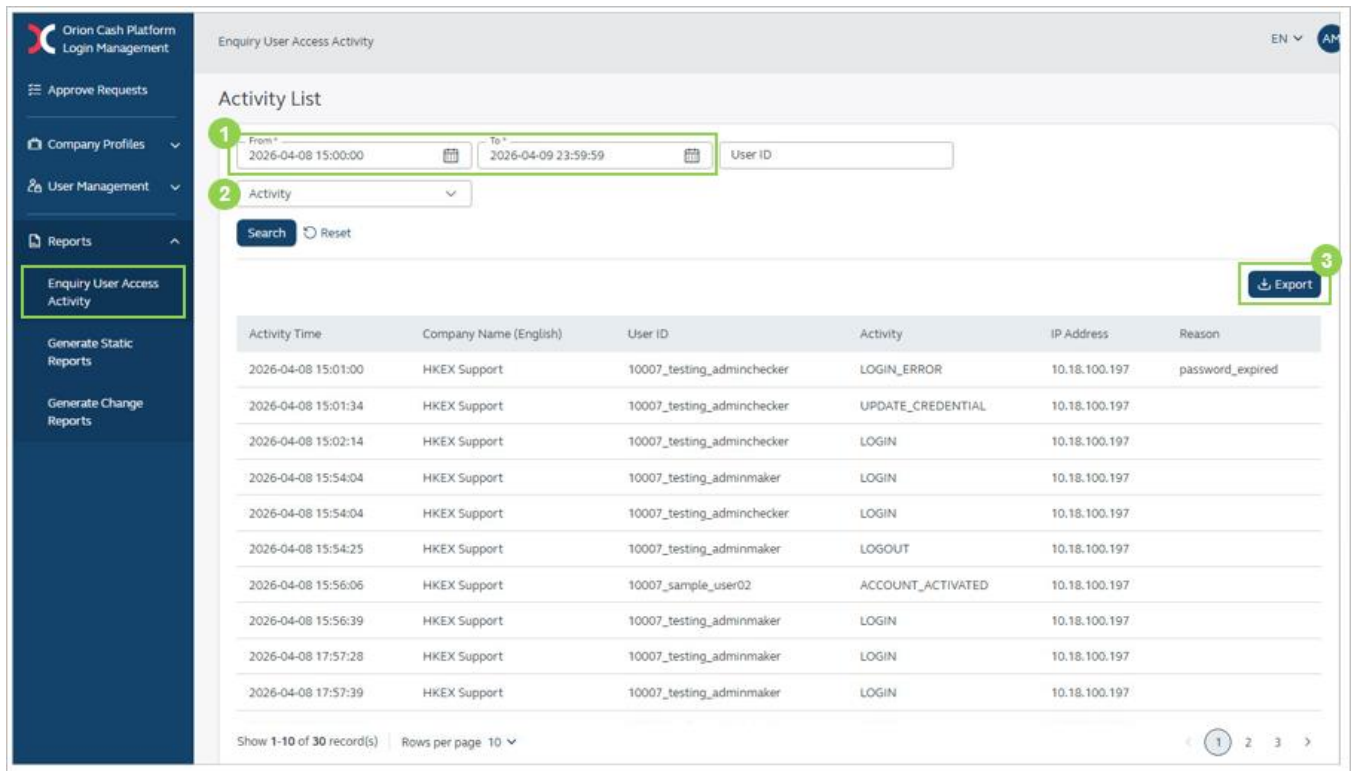 Orion Cash Platform
Login Management
Enquiry User Access Activity
EN
AM
Approve Requests
Company Profiles
User Management
Reports
Enquiry User Access
Activity
Generate Static
Reports
Generate Change
Reports
Activity List
1
From *
2026-04-08 15:00:00
To *
2026-04-09 23:59:59
User ID
2
Activity
Search Reset
3
Export
Activity Time Company Name (English) User ID Activity IP Address Reason
2026-04-08 15:01:00 HKEX Support 10007_testing_adminchecker LOGIN_ERROR 10.18.100.197 password_expired
2026-04-08 15:01:34 HKEX Support 10007_testing_adminchecker UPDATE_CREDENTIAL 10.18.100.197
2026-04-08 15:02:14 HKEX Support 10007_testing_adminchecker LOGIN 10.18.100.197
2026-04-08 15:54:04 HKEX Support 10007_testing_adminmaker LOGIN 10.18.100.197
2026-04-08 15:54:04 HKEX Support 10007_testing_adminchecker LOGIN 10.18.100.197
2026-04-08 15:54:25 HKEX Support 10007_testing_adminmaker LOGOUT 10.18.100.197
2026-04-08 15:56:06 HKEX Support 10007_sample_user02 ACCOUNT_ACTIVATED 10.18.100.197
2026-04-08 15:56:39 HKEX Support 10007_testing_adminmaker LOGIN 10.18.100.197
2026-04-08 17:57:28 HKEX Support 10007_testing_adminmaker LOGIN 10.18.100.197
2026-04-08 17:57:39 HKEX Support 10007_testing_adminmaker LOGIN 10.18.100.197
Show 1-10 of 30 record(s) Rows per page 10 1 2 3